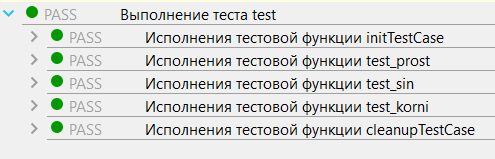 PASS Выполнение теста test
PASS Исполнения тестовой функции initTestCase
PASS Исполнения тестовой функции test_prost
PASS Исполнения тестовой функции test_sin
PASS Исполнения тестовой функции test_korni
PASS Исполнения тестовой функции cleanupTestCase